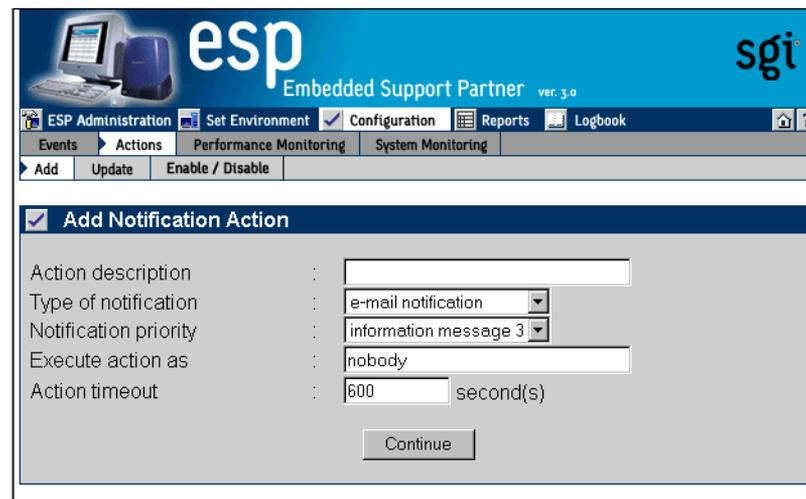 esp
sgi
Embedded Support Partner ver. 3.0
ESP Administration Set Environment Configuration Reports Logbook ?
Events Actions Performance Monitoring System Monitoring
Add Update Enable / Disable
Add Notification Action
Action description :
Type of notification : e-mail notification
Notification priority : information message 3
Execute action as : nobody
Action timeout : 600 second(s)
Continue